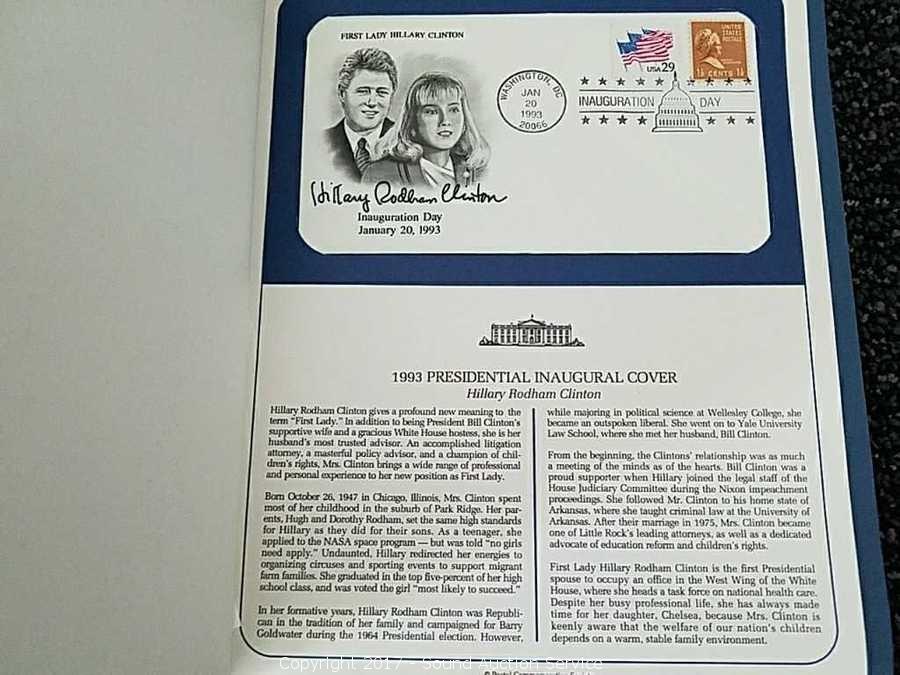 FIRST LADY HILLARY CLINTON
Hillary Rodham Clinton
Inauguration Day
January 20, 1993
WASHINGTON, DC
JAN
20
1993
20066
INAUGURATION DAY
USA 29
UNITED
STATES
POSTAGE
1½ CENTS 1½
1993 PRESIDENTIAL INAUGURAL COVER
Hillary Rodham Clinton
Hillary Rodham Clinton gives a profound new meaning to the
term "First Lady." In addition to being President Bill Clinton's
supportive wife and a gracious White House hostess, she is her
husband's most trusted advisor. An accomplished litigation
attorney, a masterful policy advisor, and a champion of chil-
dren's rights, Mrs. Clinton brings a wide range of professional
and personal experience to her new position as First Lady.
Born October 26, 1947 in Chicago, Illinois, Mrs. Clinton spent
most of her childhood in the suburb of Park Ridge. Her par-
ents, Hugh and Dorothy Rodham, set the same high standards
for Hillary as they did for their sons. As a teenager, she
applied to the NASA space program — but was told "no girls
need apply." Undaunted, Hillary redirected her energies to
organizing circuses and sporting events to support migrant
farm families. She graduated in the top five-percent of her high
school class, and was voted the girl "most likely to succeed."
In her formative years, Hillary Rodham Clinton was Republi-
can in the tradition of her family and campaigned for Barry
Goldwater during the 1964 Presidential election. However,
while majoring in political science at Wellesley College, she
became an outspoken liberal. She went on to Yale University
Law School, where she met her husband, Bill Clinton.
From the beginning, the Clintons' relationship was as much
a meeting of the minds as of the hearts. Bill Clinton was a
proud supporter when Hillary joined the legal staff of the
House Judiciary Committee during the Nixon impeachment
proceedings. She followed Mr. Clinton to his home state of
Arkansas, where she taught criminal law at the University of
Arkansas. After their marriage in 1975, Mrs. Clinton became
one of Little Rock's leading attorneys, as well as a dedicated
advocate of education reform and children's rights.
First Lady Hillary Rodham Clinton is the first Presidential
spouse to occupy an office in the West Wing of the White
House, where she heads a task force on national health care.
Despite her busy professional life, she has always made
time for her daughter, Chelsea, because Mrs. Clinton is
keenly aware that the welfare of our nation's children
depends on a warm, stable family environment.
Copyright 2017 - Sound Auction Service